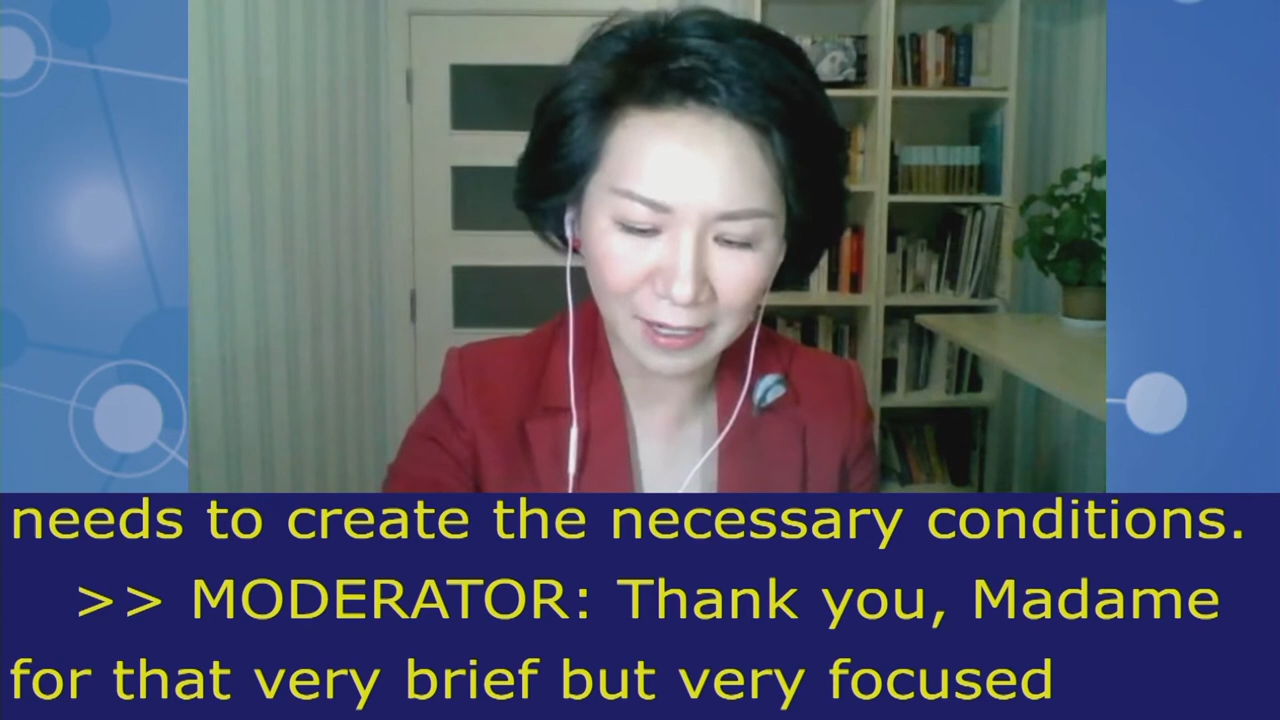 needs to create the necessary conditions.
>> MODERATOR: Thank you, Madame
for that very brief but very focused